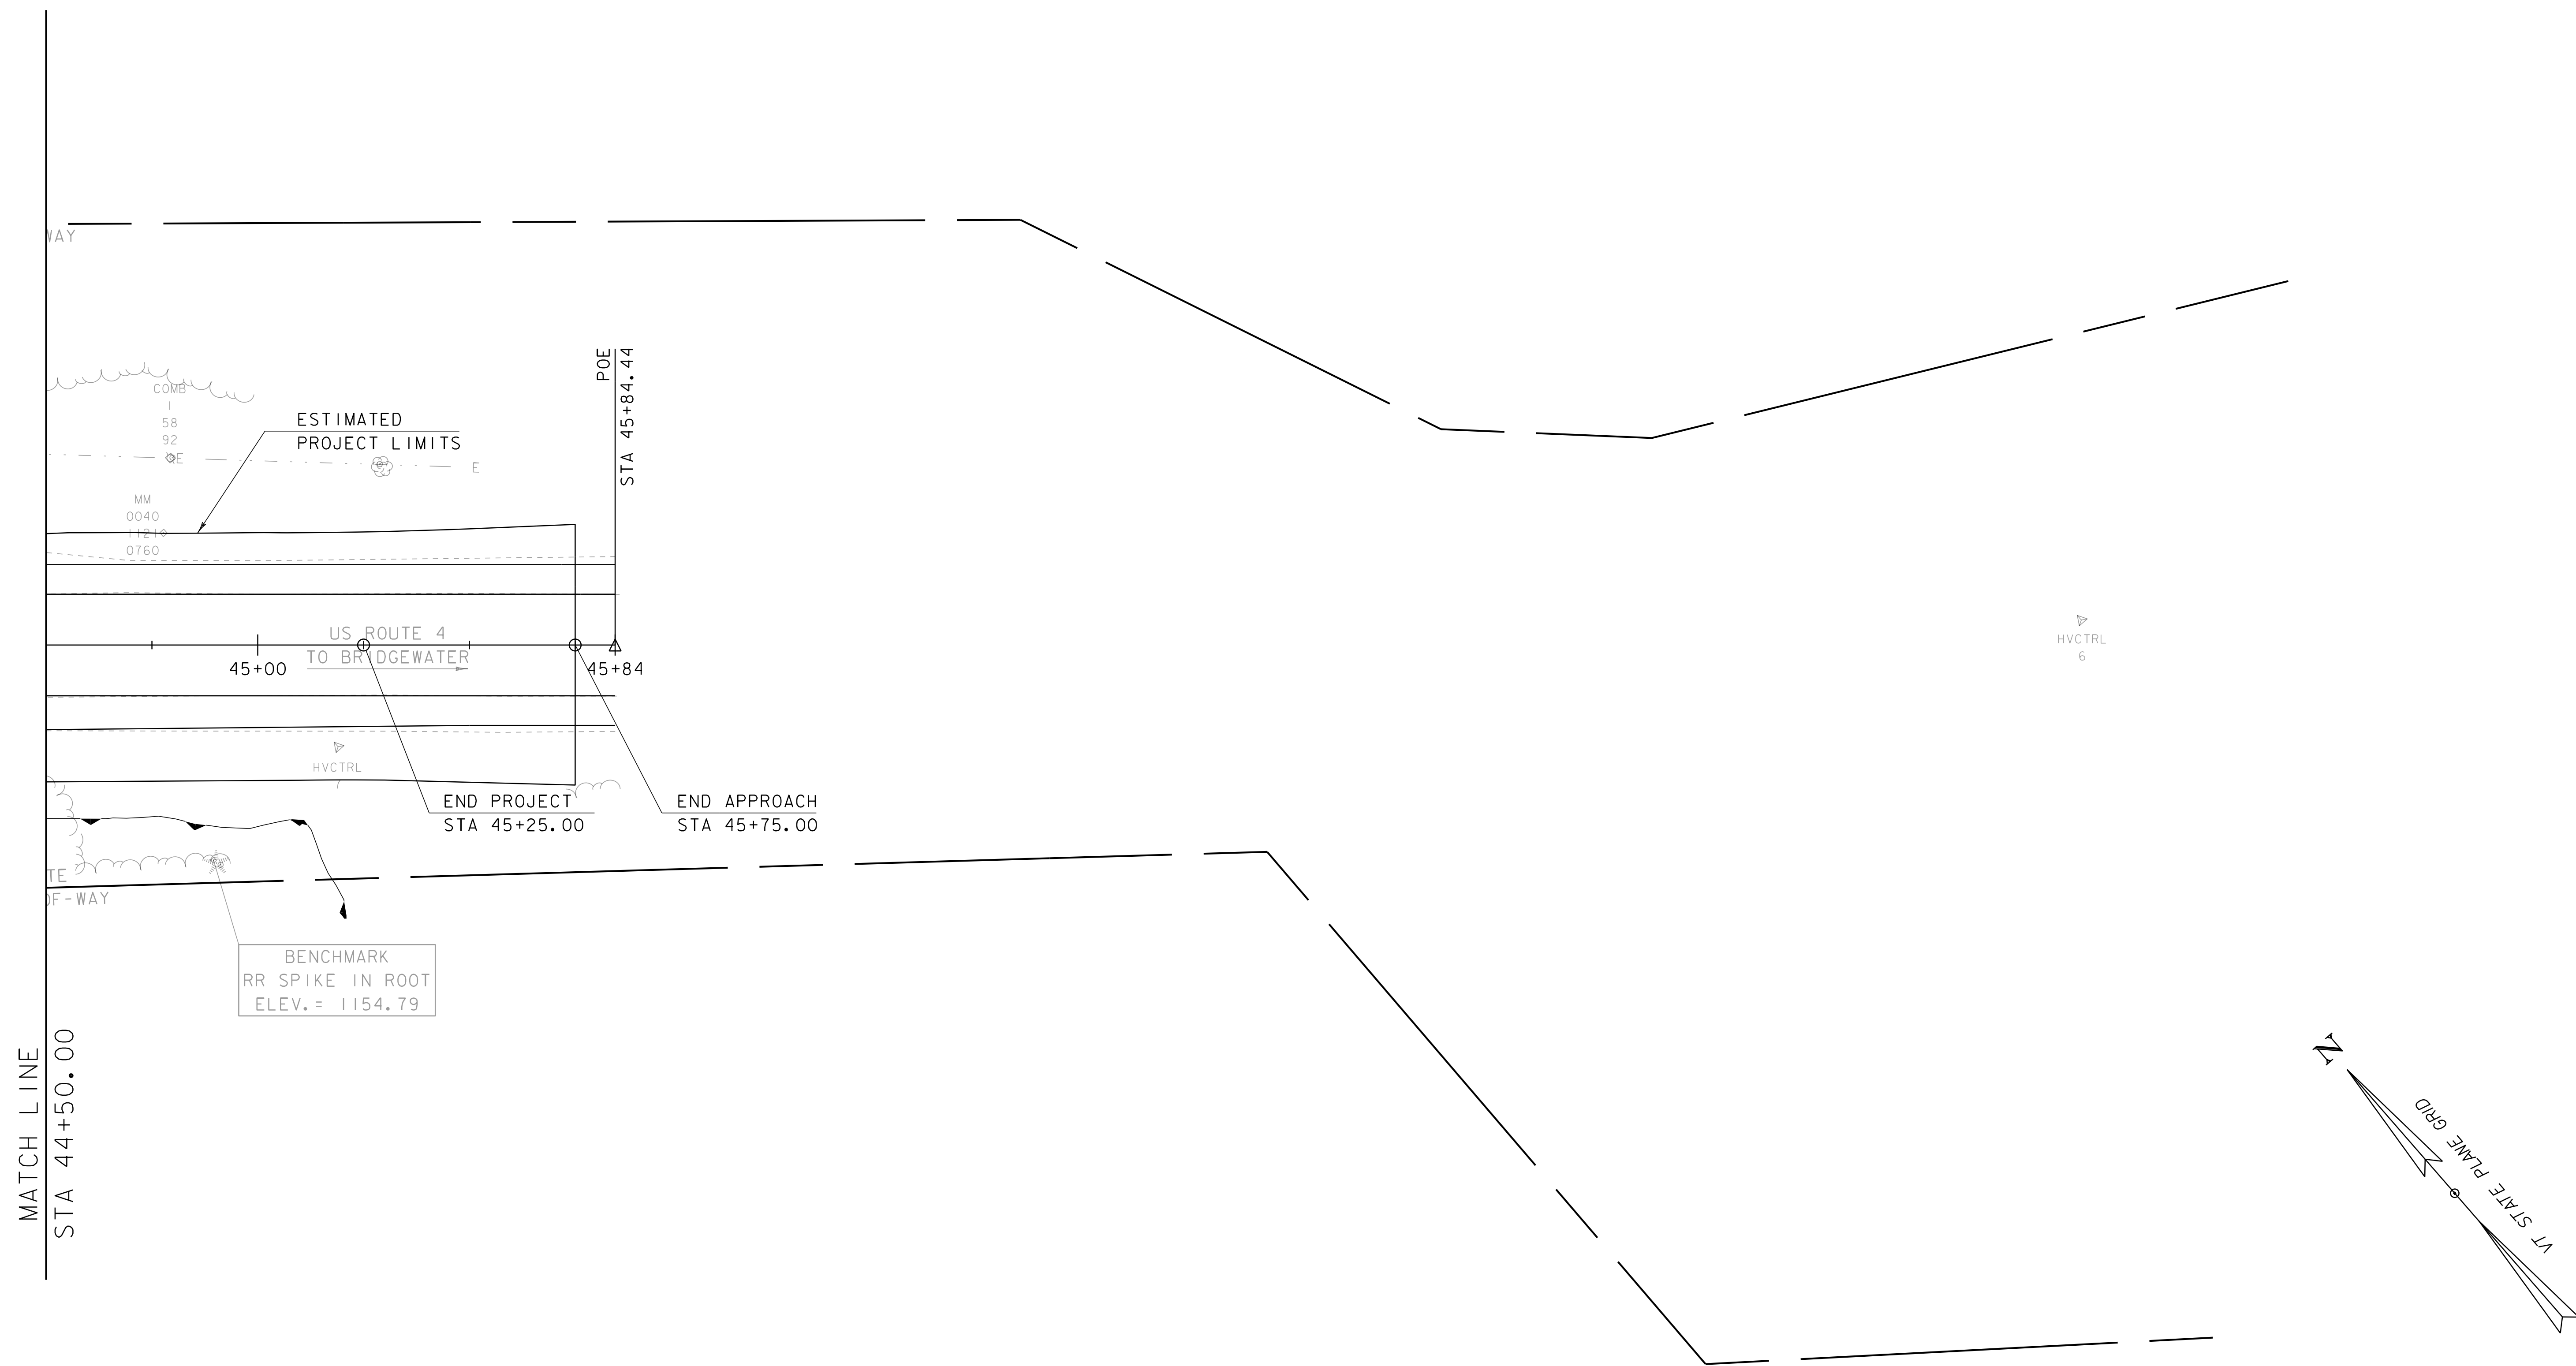 WAY
COMB
1
58
92
E
E
ESTIMATED
PROJECT LIMITS
POE
STA 45+84.44
MM
0040
0760
US ROUTE 4
TO BRIDGEWATER
45+00
45+84
HVCTRL
6
HVCTRL
END PROJECT
STA 45+25.00
END APPROACH
STA 45+75.00
TE
OF-WAY
BENCHMARK
RR SPIKE IN ROOT
ELEV.= 1154.79
MATCH LINE
STA 44+50.00
N
VT STATE PLANE GRID